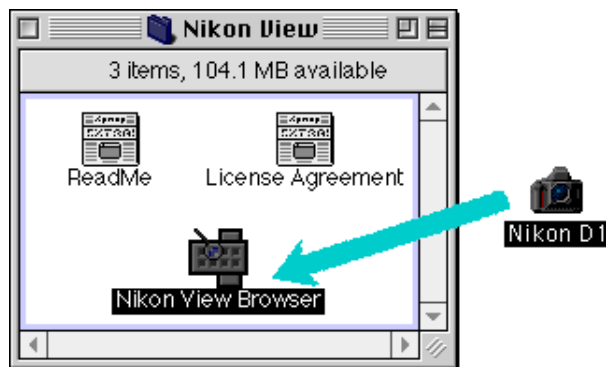 Nikon View
3 items, 104.1 MB available
ReadMe
License Agreement
Nikon D1
Nikon View Browser